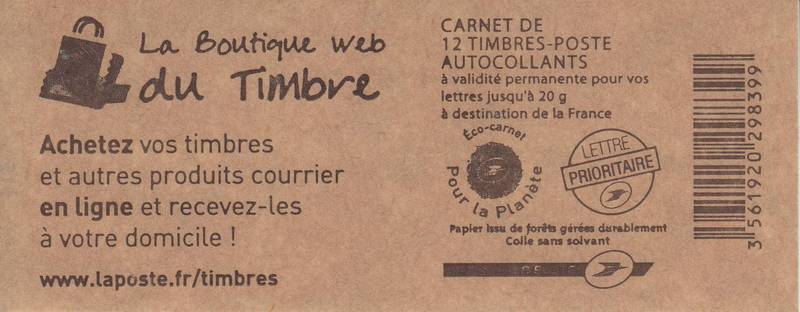 La Boutique web
du Timbre
Achetez vos timbres
et autres produits courrier
en ligne et recevez-les
à votre domicile !
www.laposte.fr/timbres
CARNET DE
12 TIMBRES-POSTE
AUTOCOLLANTS
à validité permanente pour vos
lettres jusqu'à 20 g
à destination de la France
Éco-carnet
Pour la Planète
LETTRE
PRIORITAIRE
Papier issu de forêts gérées durablement
Colle sans solvant
3 561920 298399